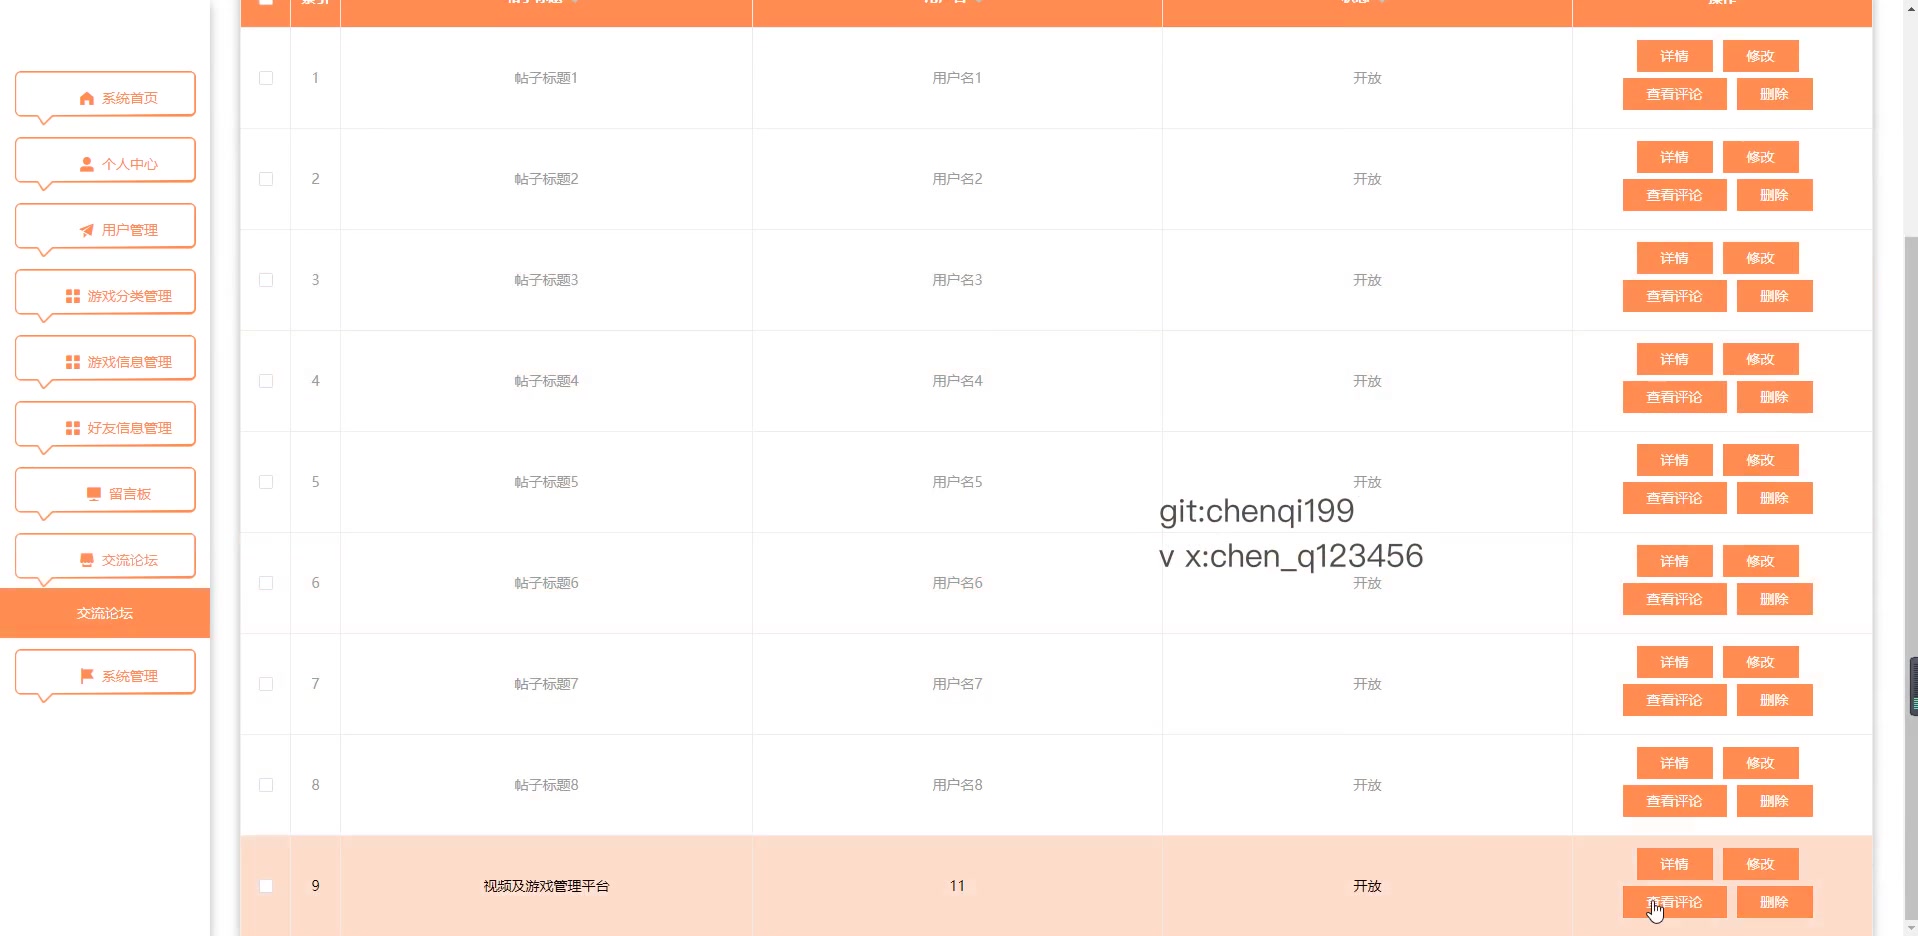 索引 帖子标题 用户名 状态 操作
系统首页
个人中心
用户管理
游戏分类管理
游戏信息管理
好友信息管理
留言板
交流论坛
交流论坛
系统管理
1 帖子标题1 用户名1 开放 详情 修改
查看评论 删除
2 帖子标题2 用户名2 开放 详情 修改
查看评论 删除
3 帖子标题3 用户名3 开放 详情 修改
查看评论 删除
4 帖子标题4 用户名4 开放 详情 修改
查看评论 删除
5 帖子标题5 用户名5 开放 详情 修改
查看评论 删除
git:chenqi199
v x:chen_q123456
6 帖子标题6 用户名6 开放 详情 修改
查看评论 删除
7 帖子标题7 用户名7 开放 详情 修改
查看评论 删除
8 帖子标题8 用户名8 开放 详情 修改
查看评论 删除
9 视频及游戏管理平台 11 开放 详情 修改
查看评论 删除